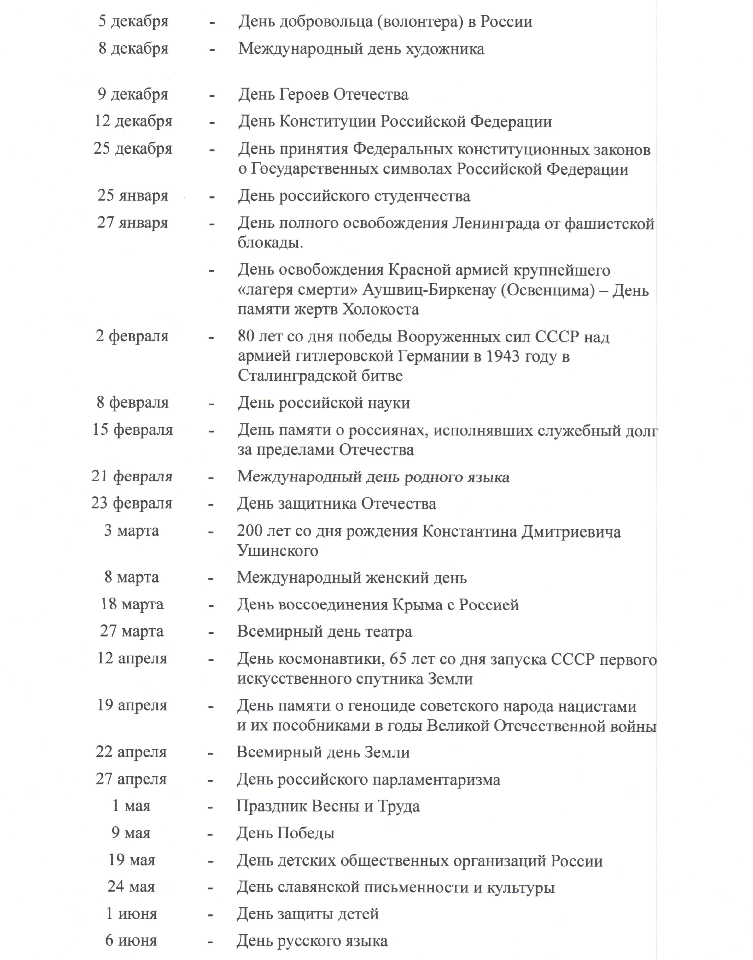 5 декабря - День добровольца (волонтера) в России
8 декабря - Международный день художника
9 декабря - День Героев Отечества
12 декабря - День Конституции Российской Федерации
25 декабря - День принятия Федеральных конституционных законов
о Государственных символах Российской Федерации
25 января - День российского студенчества
27 января - День полного освобождения Ленинграда от фашистской
блокады.
- День освобождения Красной армией крупнейшего
«лагеря смерти» Аушвиц-Биркенау (Освенцима) – День
памяти жертв Холокоста
2 февраля - 80 лет со дня победы Вооруженных сил СССР над
армией гитлеровской Германии в 1943 году в
Сталинградской битве
8 февраля - День российской науки
15 февраля - День памяти о россиянах, исполнявших служебный долг
за пределами Отечества
21 февраля - Международный день родного языка
23 февраля - День защитника Отечества
3 марта - 200 лет со дня рождения Константина Дмитриевича
Ушинского
8 марта - Международный женский день
18 марта - День воссоединения Крыма с Россией
27 марта - Всемирный день театра
12 апреля - День космонавтики, 65 лет со дня запуска СССР первого
искусственного спутника Земли
19 апреля - День памяти о геноциде советского народа нацистами
и их пособниками в годы Великой Отечественной войны
22 апреля - Всемирный день Земли
27 апреля - День российского парламентаризма
1 мая - Праздник Весны и Труда
9 мая - День Победы
19 мая - День детских общественных организаций России
24 мая - День славянской письменности и культуры
1 июня - День защиты детей
6 июня - День русского языка